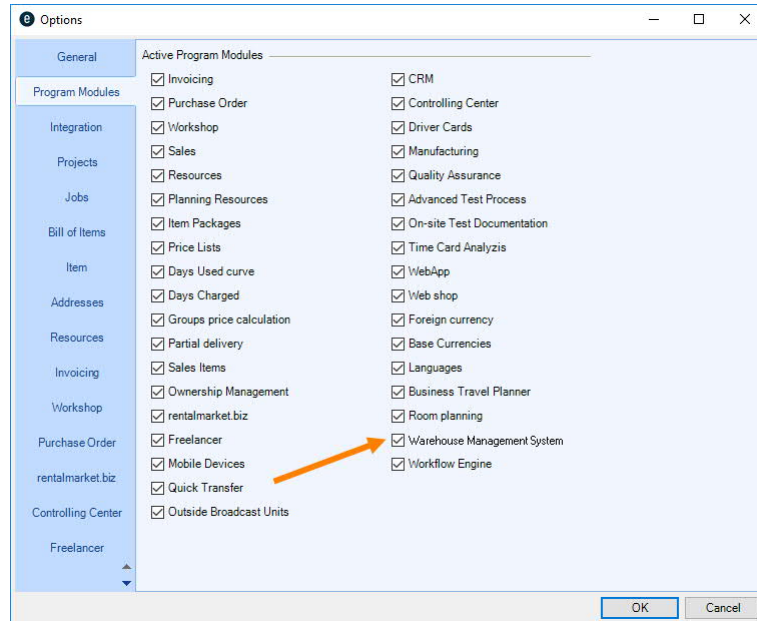 e Options
General
Program Modules
Integration
Projects
Jobs
Bill of Items
Item
Addresses
Resources
Invoicing
Workshop
Purchase Order
rentalmarket.biz
Controlling Center
Freelancer
Active Program Modules
Invoicing
Purchase Order
Workshop
Sales
Resources
Planning Resources
Item Packages
Price Lists
Days Used curve
Days Charged
Groups price calculation
Partial delivery
Sales Items
Ownership Management
rentalmarket.biz
Freelancer
Mobile Devices
Quick Transfer
Outside Broadcast Units
CRM
Controlling Center
Driver Cards
Manufacturing
Quality Assurance
Advanced Test Process
On-site Test Documentation
Time Card Analyzis
WebApp
Web shop
Foreign currency
Base Currencies
Languages
Business Travel Planner
Room planning
Warehouse Management System
Workflow Engine
OK
Cancel